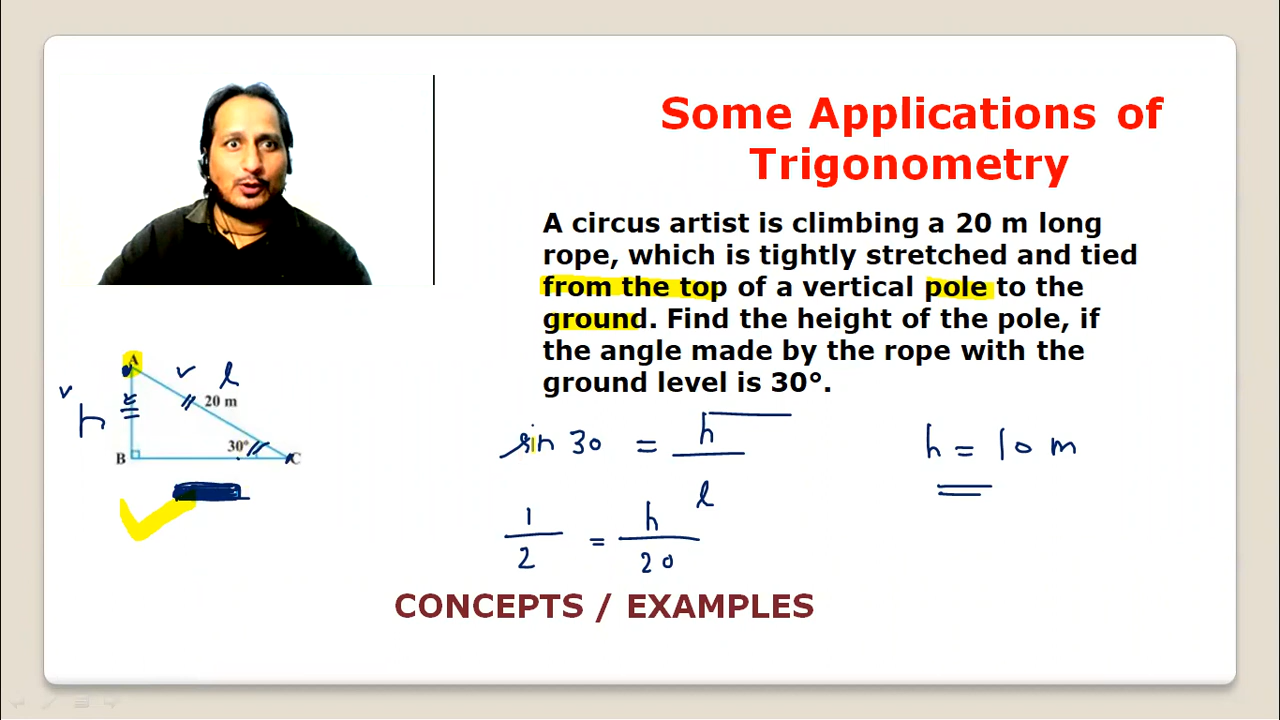 Some Applications of
Trigonometry
A circus artist is climbing a 20 m long
rope, which is tightly stretched and tied
from the top of a vertical pole to the
ground. Find the height of the pole, if
the angle made by the rope with the
ground level is 30°.
A
l
20 m
h
30°
B
C
sin 30 = h
l
h = 10 m
1
2
=
h
20
CONCEPTS / EXAMPLES